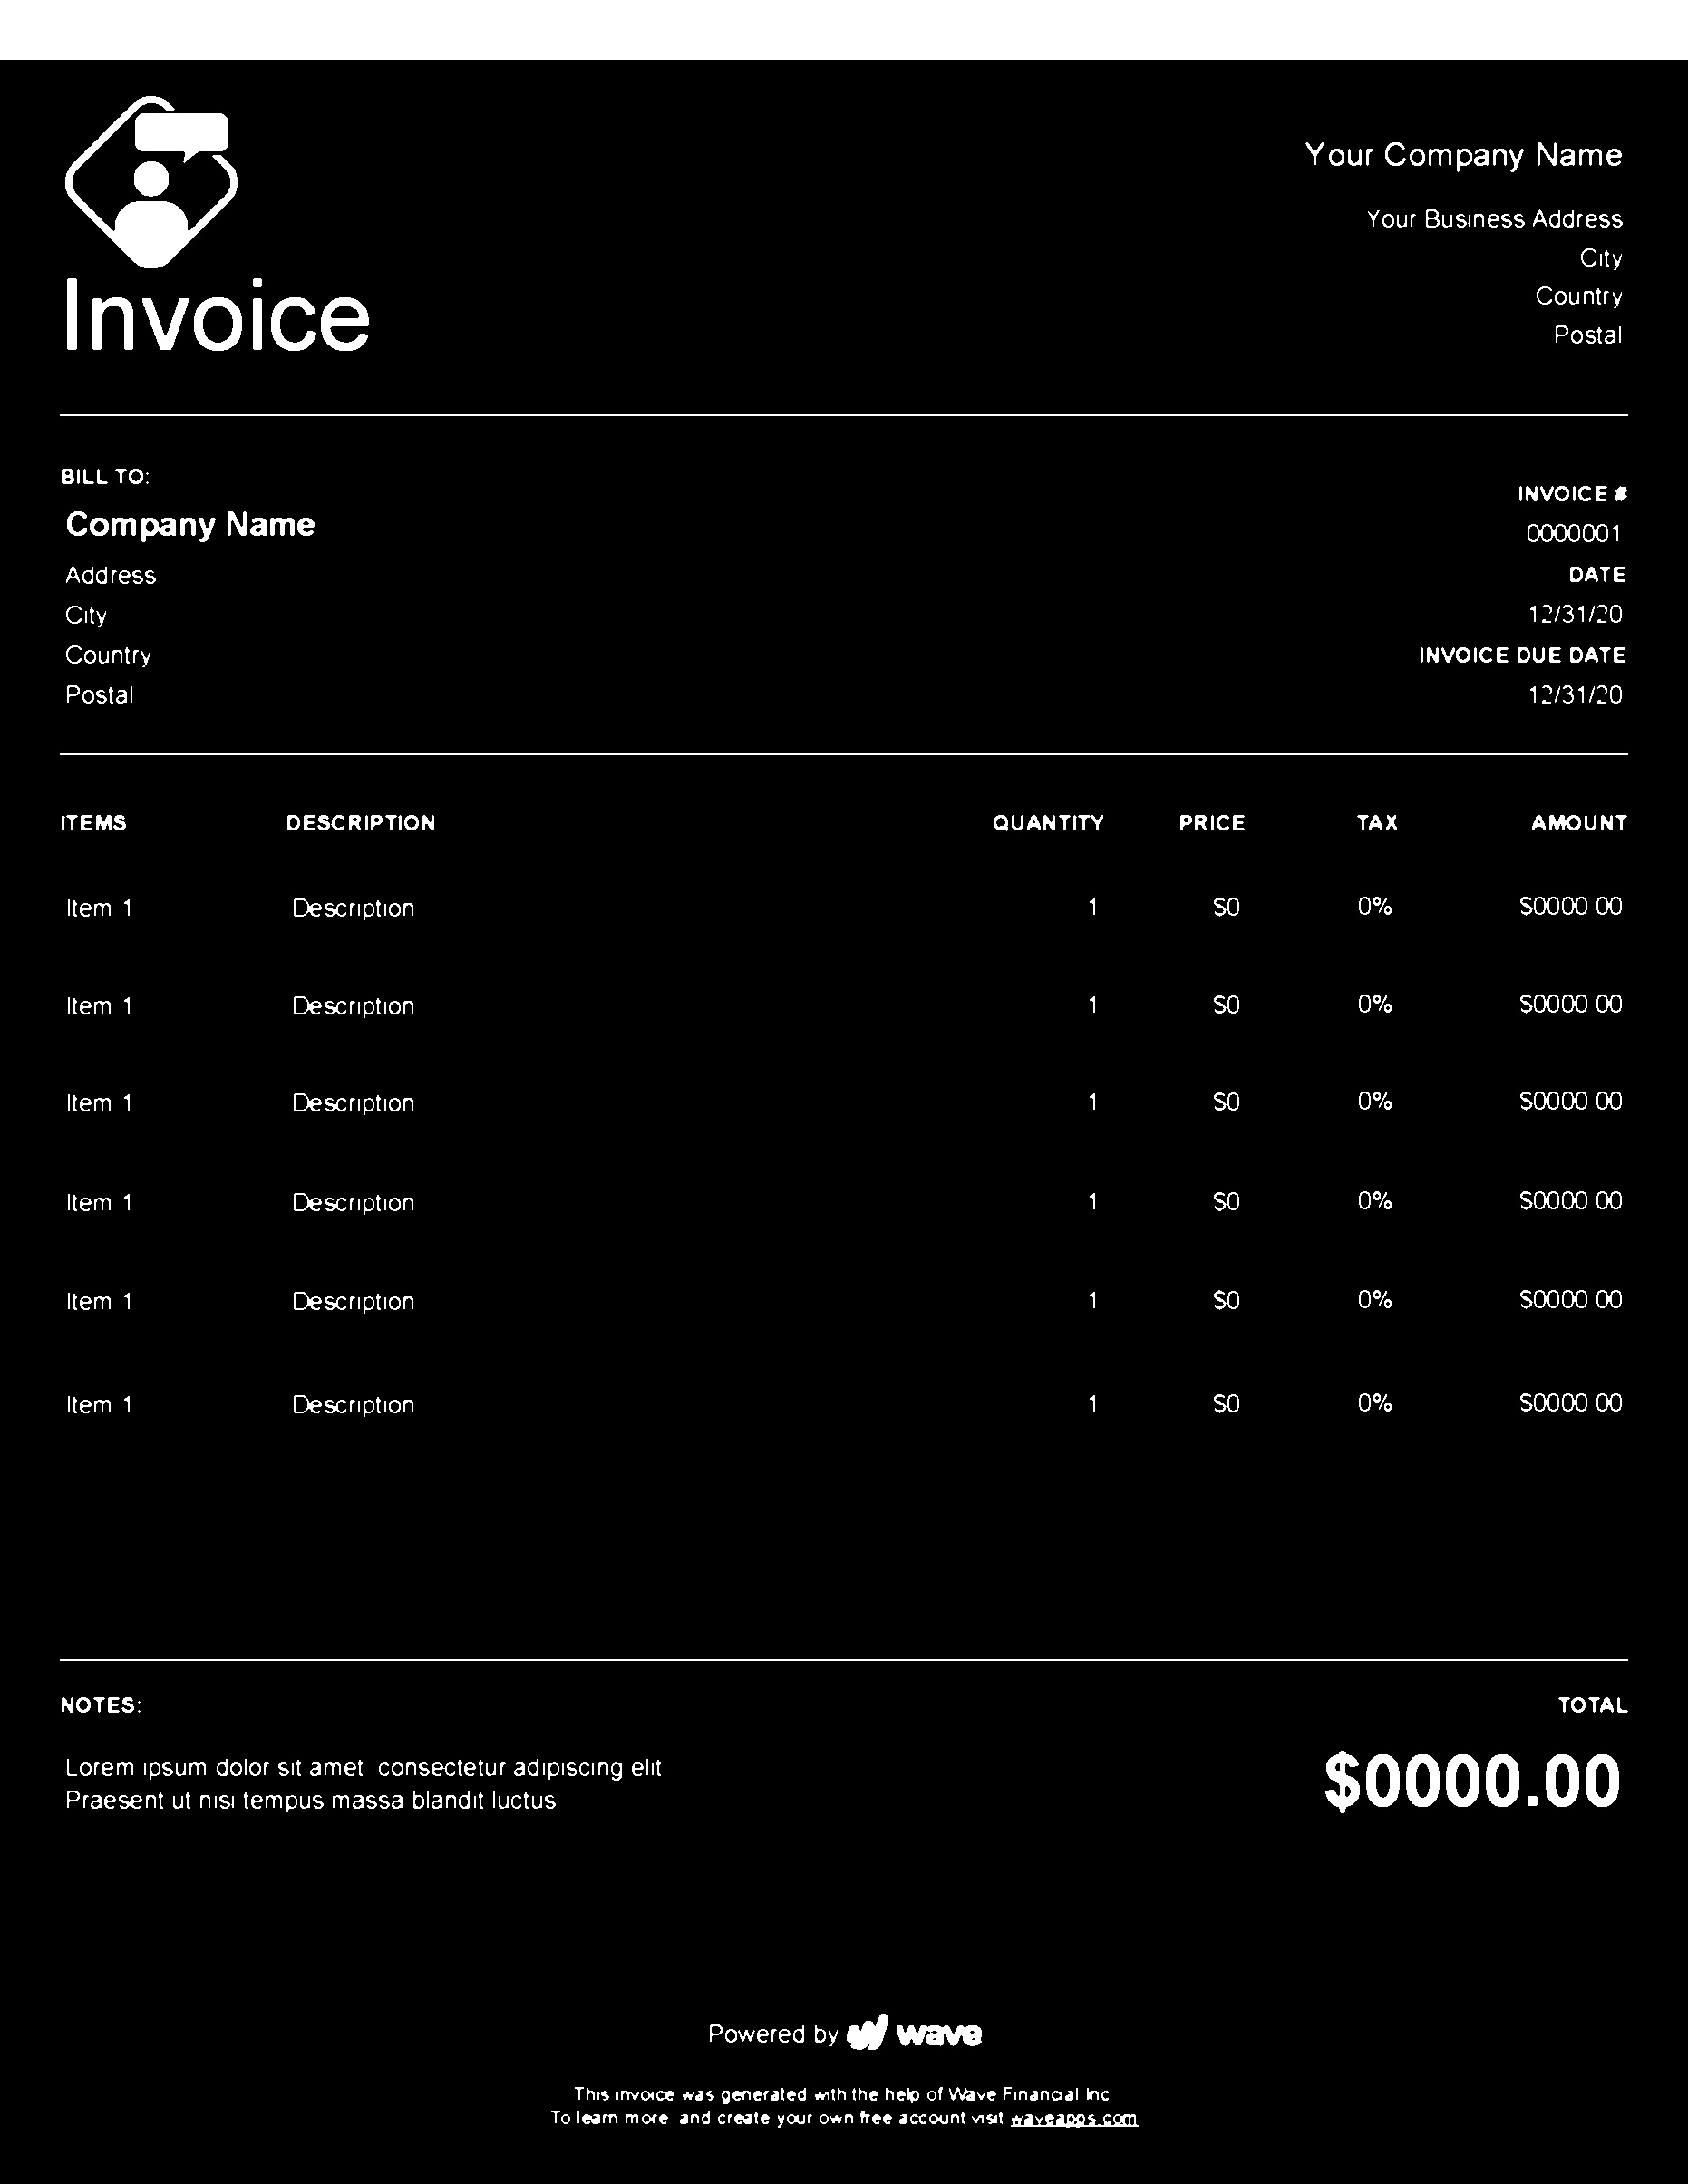 Your Company Name
Your Business Address
City
Country
Postal
Invoice
BILL TO:
Company Name
Address
City
Country
Postal
INVOICE #
0000001
DATE
12/31/20
INVOICE DUE DATE
12/31/20
ITEMS DESCRIPTION QUANTITY PRICE TAX AMOUNT
Item 1 Description 1 $0 0% $0000 00
Item 1 Description 1 $0 0% $0000 00
Item 1 Description 1 $0 0% $0000 00
Item 1 Description 1 $0 0% $0000 00
Item 1 Description 1 $0 0% $0000 00
Item 1 Description 1 $0 0% $0000 00
NOTES:
Lorem ipsum dolor sit amet consectetur adipiscing elit
Praesent ut nisi tempus massa blandit luctus
TOTAL
$0000.00
Powered by wave
This invoice was generated with the help of Wave Financial Inc
To learn more and create your own free account visit waveapps.com